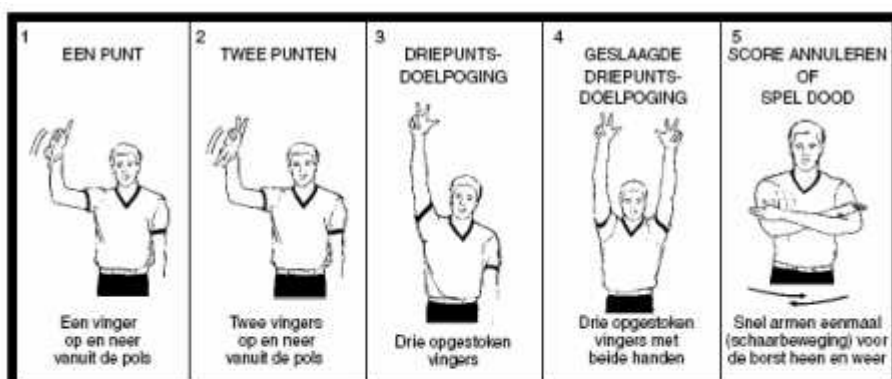 1
EEN PUNT
Een vinger
op en neer
vanuit de pols
2
TWEE PUNTEN
Twee vingers
op en neer
vanuit de pols
3
DRIEPUNTS-
DOELPOGING
Drie opgestoken
vingers
4
GESLAAGDE
DRIEPUNTS-
DOELPOGING
Drie opgestoken
vingers met
beide handen
5
SCORE ANNULEREN
OF
SPEL DOOD
Snel armen eenmaal
(schaarbeweging) voor
de borst heen en weer